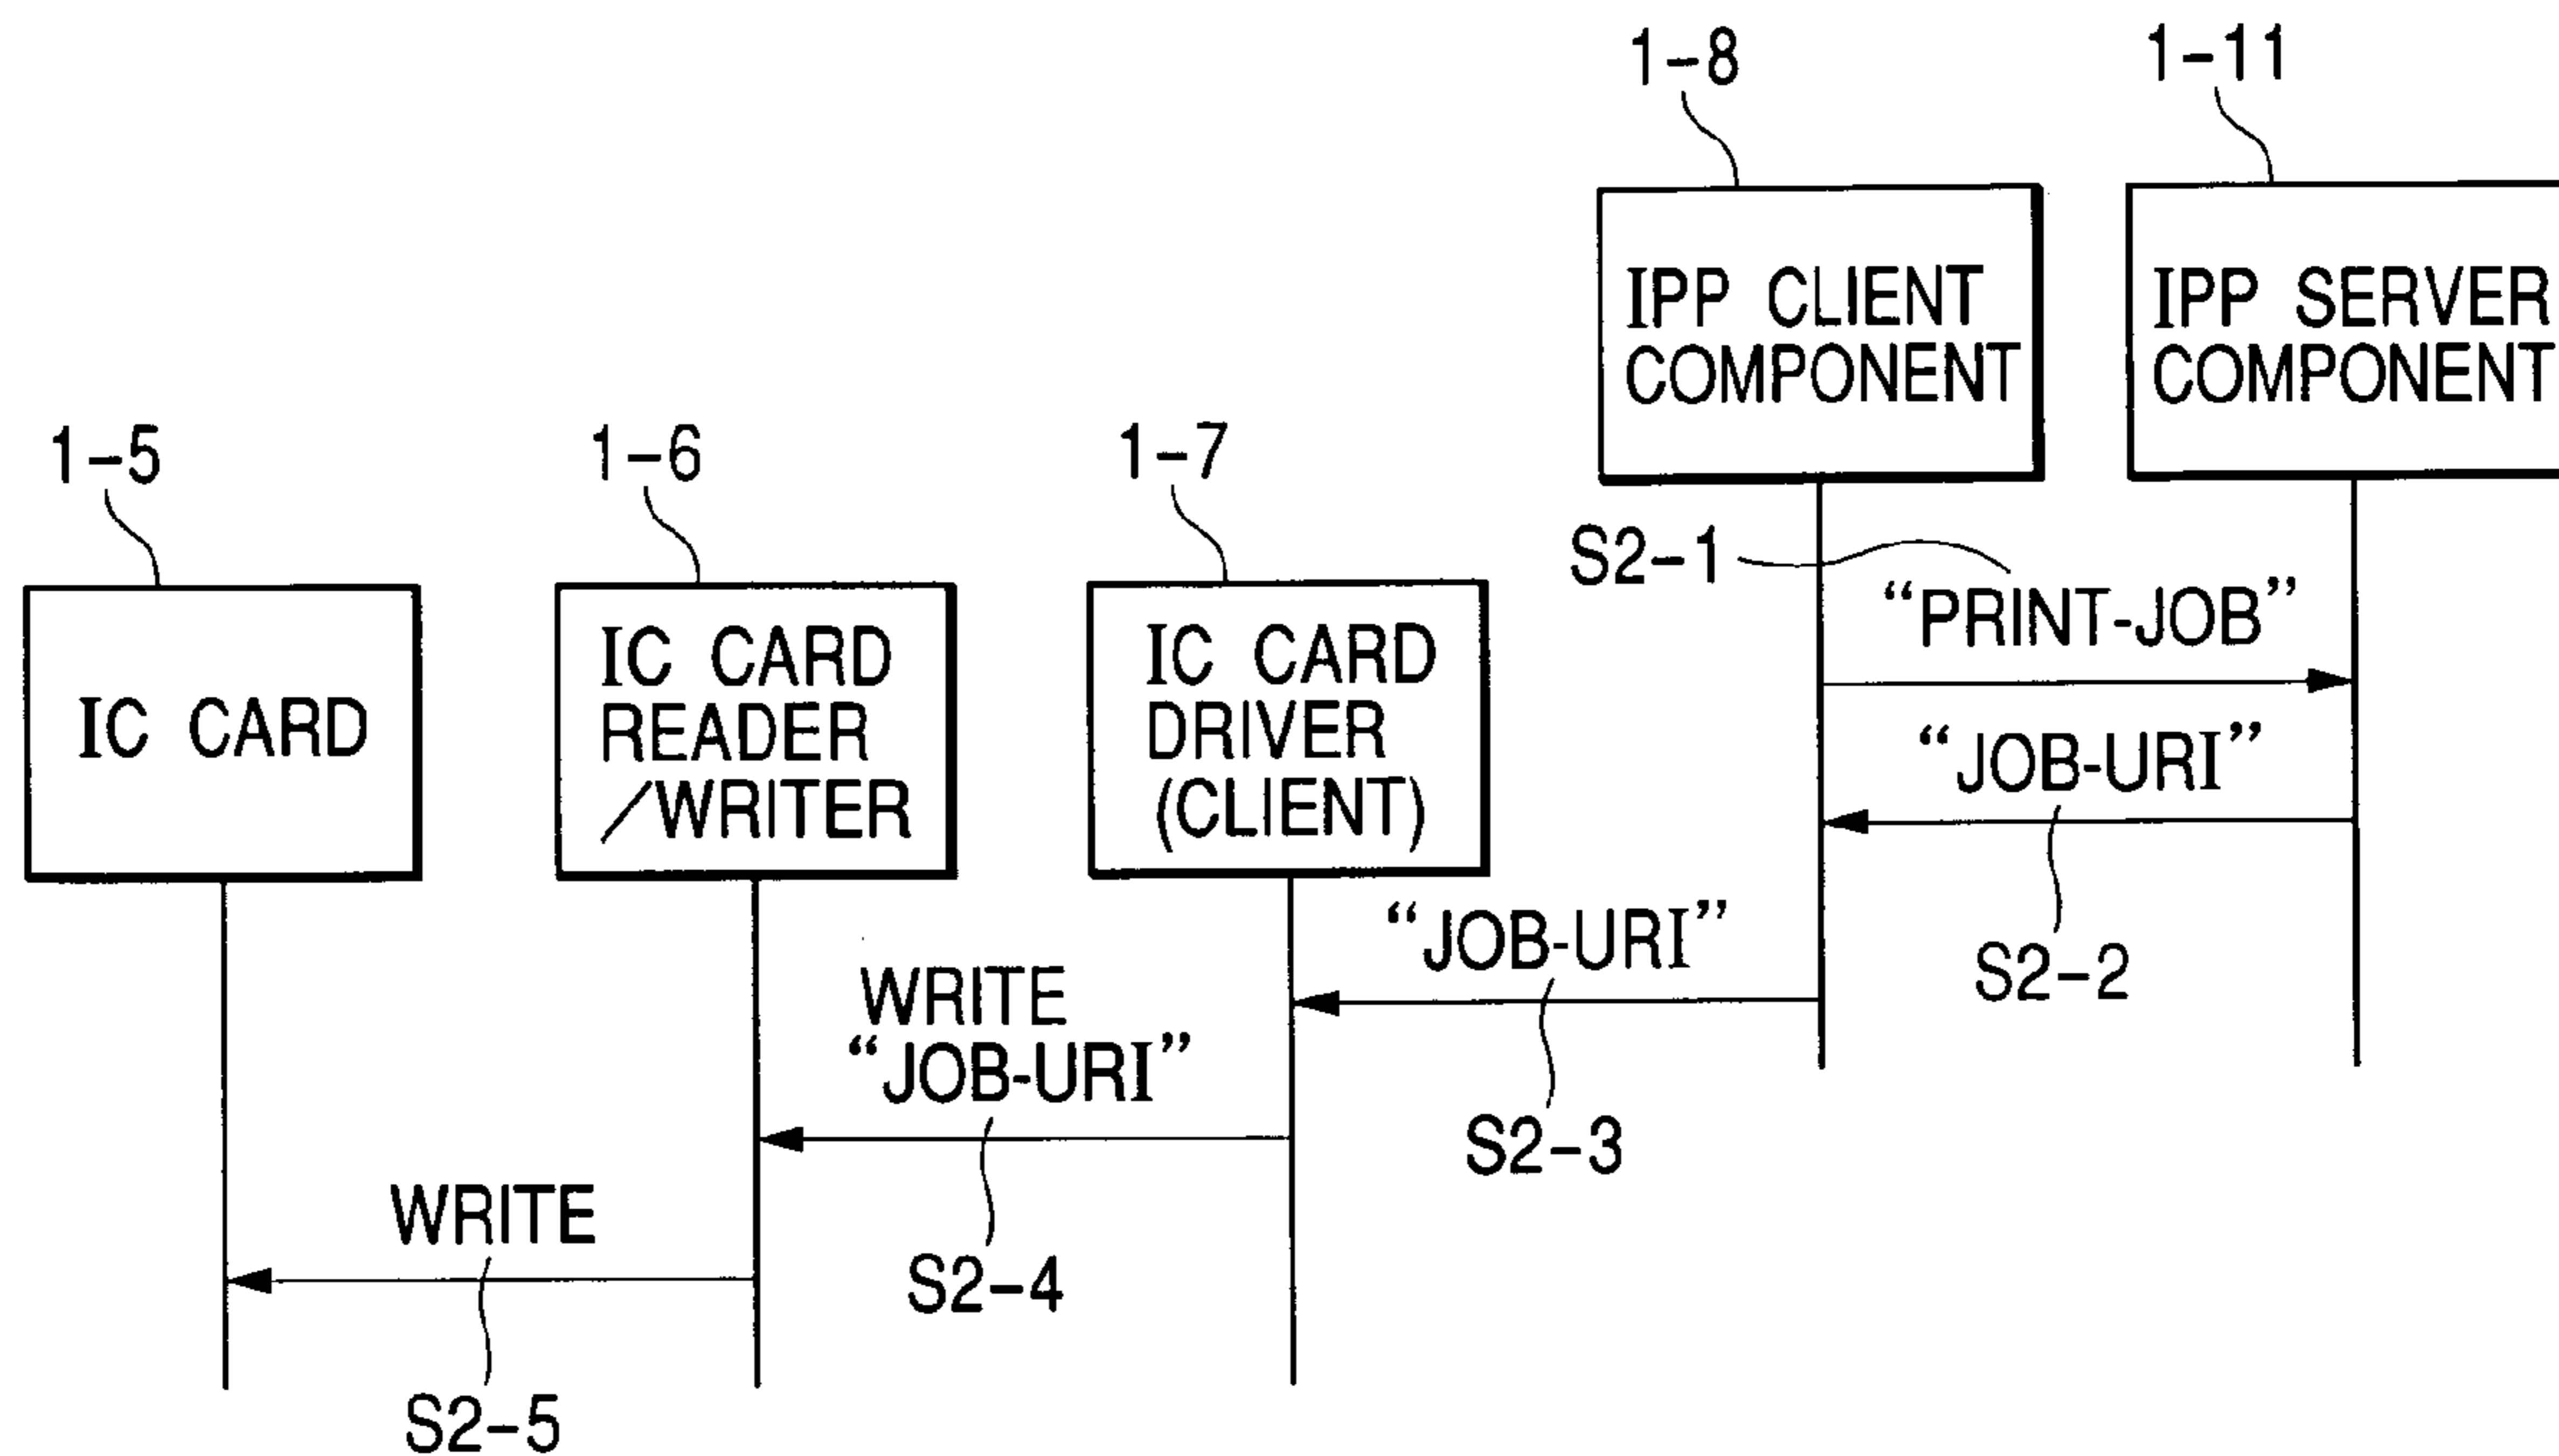 1-8
1-11
IPP CLIENT
COMPONENT
IPP SERVER
COMPONENT
1-5
1-6
1-7
IC CARD
IC CARD
READER
/WRITER
IC CARD
DRIVER
(CLIENT)
S2-1
“PRINT-JOB”
“JOB-URI”
S2-2
“JOB-URI”
S2-3
WRITE
“JOB-URI”
S2-4
WRITE
S2-5